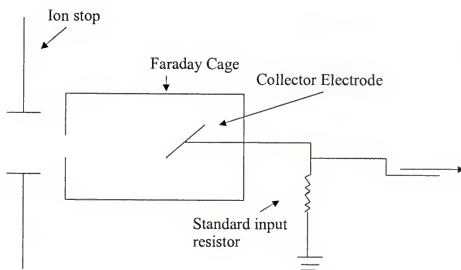 Ion stop
Faraday Cage
Collector Electrode
Standard input
resistor